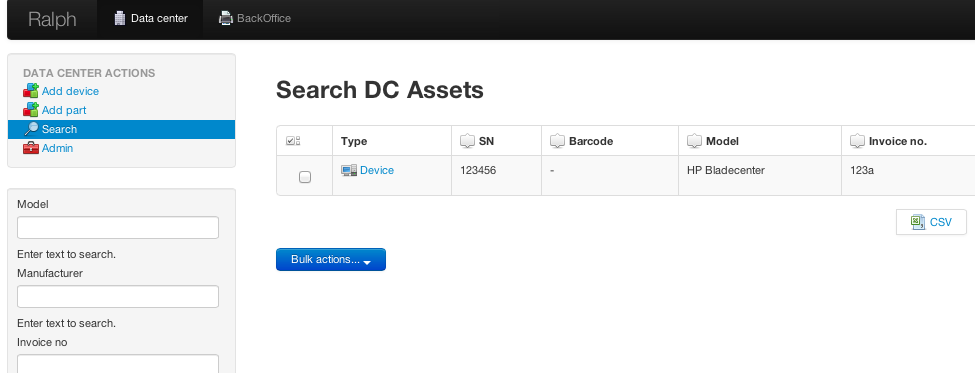 Ralph Data center BackOffice
DATA CENTER ACTIONS
Add device
Add part
Search
Admin
Model
Enter text to search.
Manufacturer
Enter text to search.
Invoice no
Search DC Assets
Type SN Barcode Model Invoice no.
Device 123456 - HP Bladecenter 123a
CSV
Bulk actions...